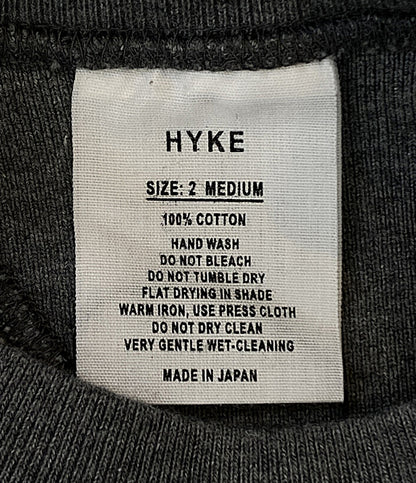 HYKE
SIZE: 2 MEDIUM
100% COTTON
HAND WASH
DO NOT BLEACH
DO NOT TUMBLE DRY
FLAT DRYING IN SHADE
WARM IRON, USE PRESS CLOTH
DO NOT DRY CLEAN
VERY GENTLE WET-CLEANING
MADE IN JAPAN